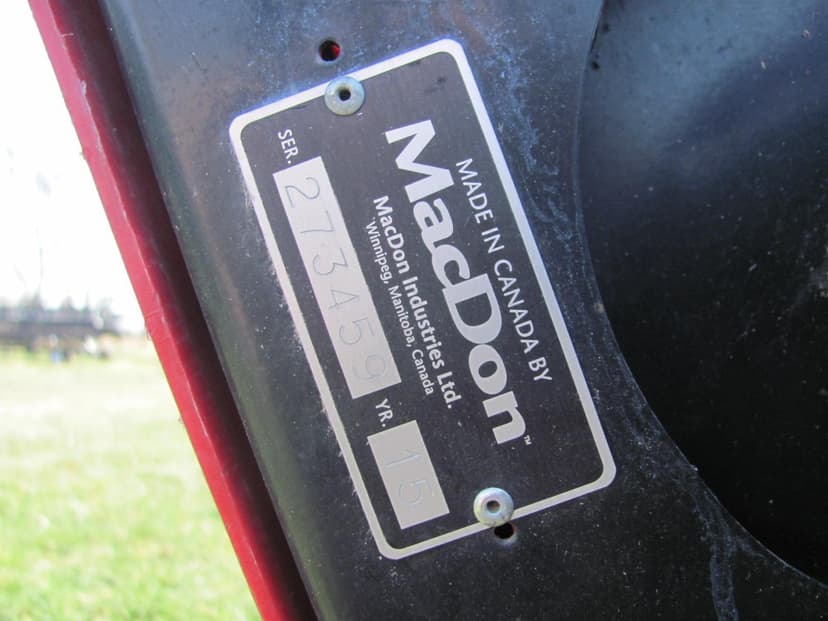 MADE IN CANADA BY
MacDon™
MacDon Industries Ltd.
Winnipeg, Manitoba, Canada
SER. 273459 YR. 15